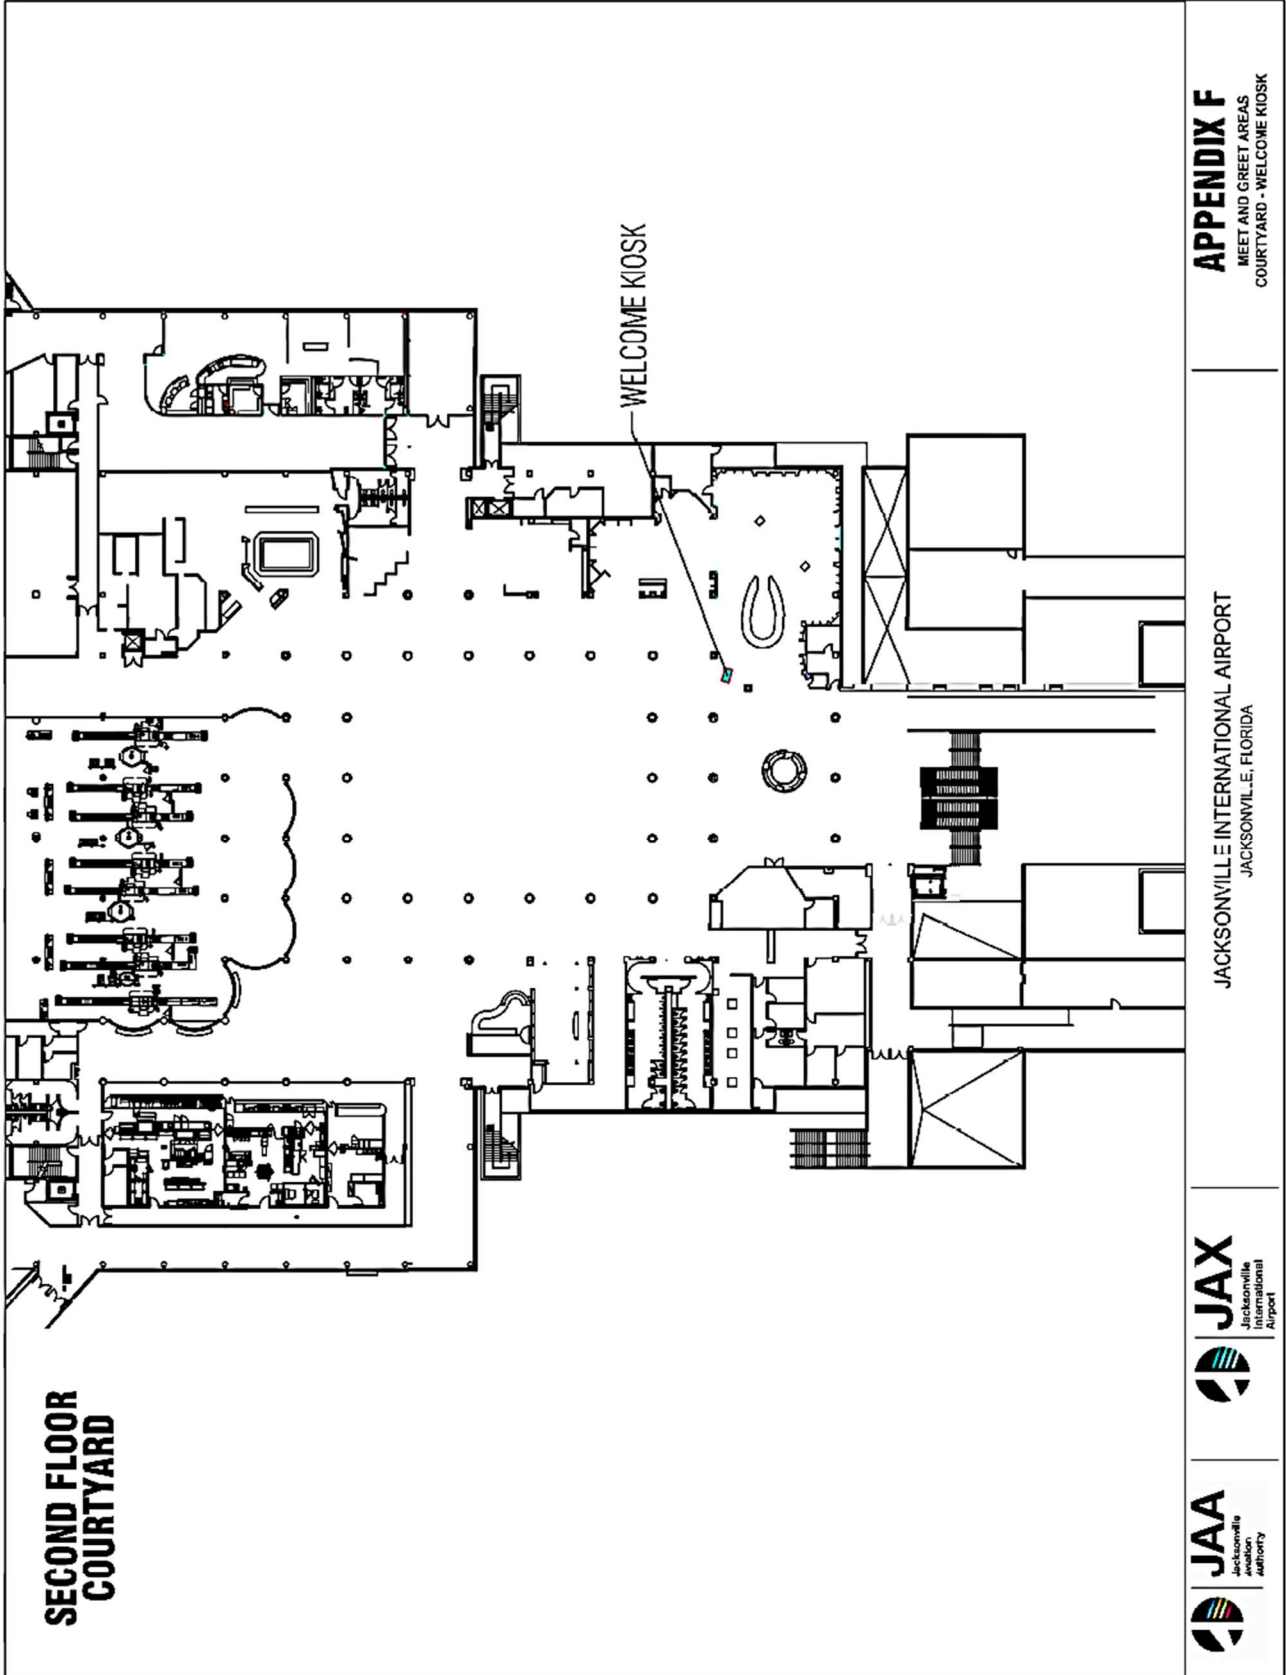 SECOND FLOOR
COURTYARD
WELCOME KIOSK
JAA
Jacksonville
Aviation
Authority
JAX
Jacksonville
International
Airport
JACKSONVILLE INTERNATIONAL AIRPORT
JACKSONVILLE, FLORIDA
APPENDIX F
MEET AND GREET AREAS
COURTYARD - WELCOME KIOSK